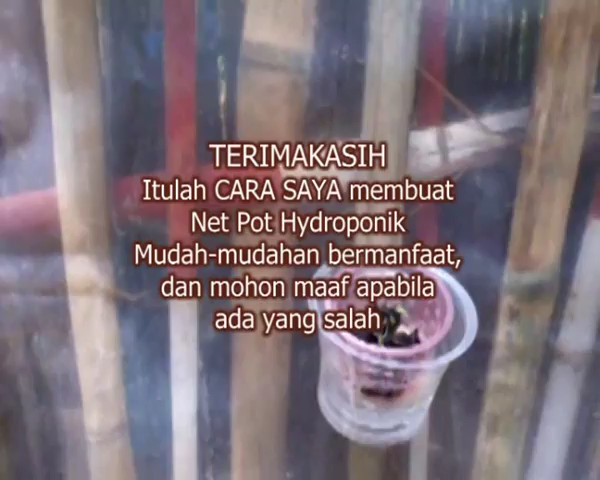 TERIMAKASIH
Itulah CARA SAYA membuat
Net Pot Hydroponik
Mudah-mudahan bermanfaat,
dan mohon maaf apabila
ada yang salah